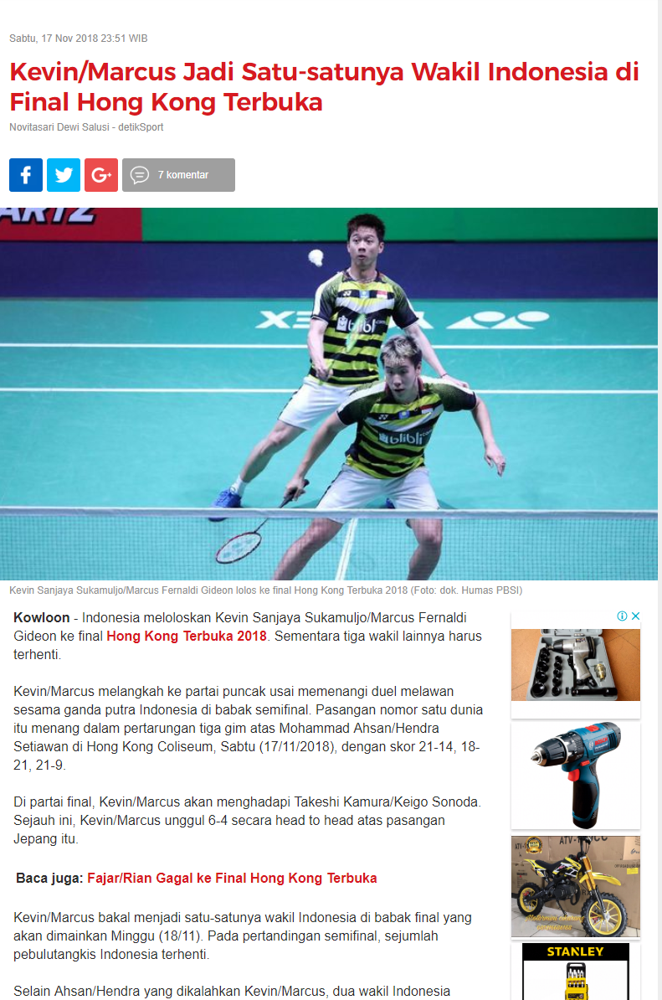 Sabtu, 17 Nov 2018 23:51 WIB
Kevin/Marcus Jadi Satu-satunya Wakil Indonesia di
Final Hong Kong Terbuka
Novitasari Dewi Salusi - detikSport
7 komentar
blibli.com
blibli.com
Kevin Sanjaya Sukamuljo/Marcus Fernaldi Gideon lolos ke final Hong Kong Terbuka 2018 (Foto: dok. Humas PBSI)
Kowloon - Indonesia meloloskan Kevin Sanjaya Sukamuljo/Marcus Fernaldi
Gideon ke final Hong Kong Terbuka 2018. Sementara tiga wakil lainnya harus
terhenti.
Kevin/Marcus melangkah ke partai puncak usai memenangi duel melawan
sesama ganda putra Indonesia di babak semifinal. Pasangan nomor satu dunia
itu menang dalam pertarungan tiga gim atas Mohammad Ahsan/Hendra
Setiawan di Hong Kong Coliseum, Sabtu (17/11/2018), dengan skor 21-14, 18-
21, 21-9.
Di partai final, Kevin/Marcus akan menghadapi Takeshi Kamura/Keigo Sonoda.
Sejauh ini, Kevin/Marcus unggul 6-4 secara head to head atas pasangan
Jepang itu.
Baca juga: Fajar/Rian Gagal ke Final Hong Kong Terbuka
Kevin/Marcus bakal menjadi satu-satunya wakil Indonesia di babak final yang
akan dimainkan Minggu (18/11). Pada pertandingan semifinal, sejumlah
pebulutangkis Indonesia terhenti.
Selain Ahsan/Hendra yang dikalahkan Kevin/Marcus, dua wakil Indonesia
STANLEY